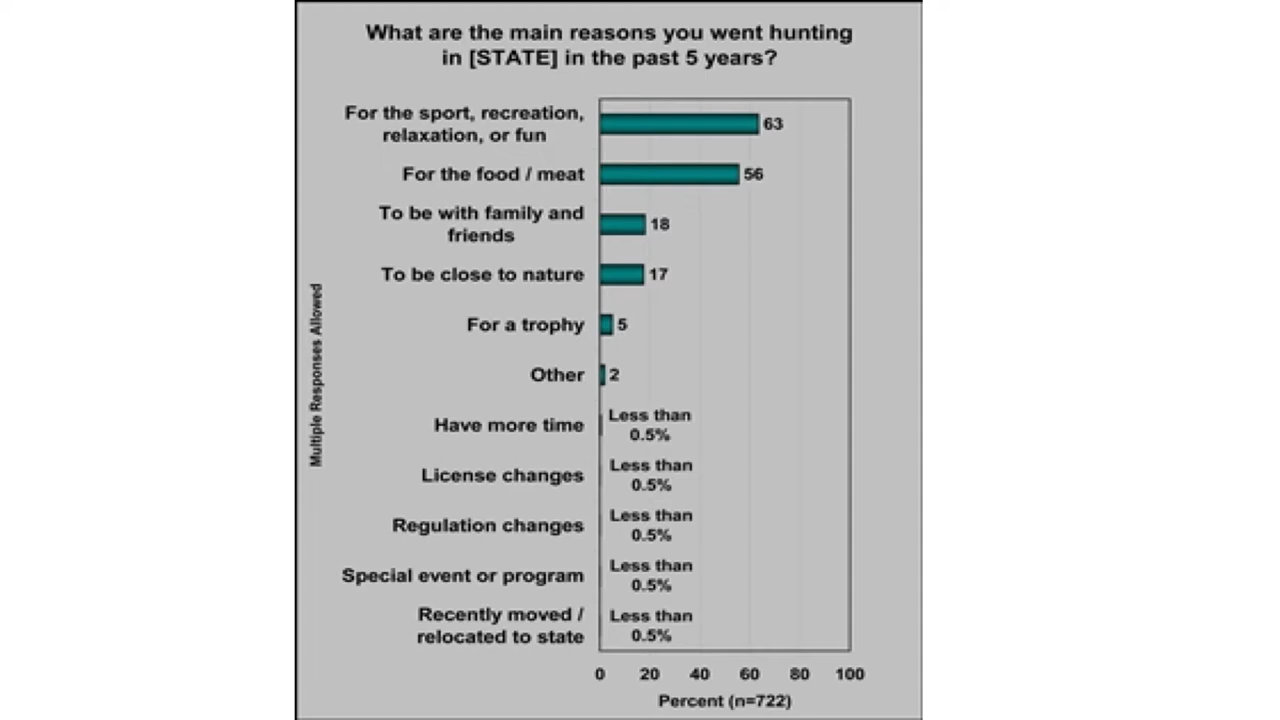 What are the main reasons you went hunting
in [STATE] in the past 5 years?
For the sport, recreation,
relaxation, or fun
63
For the food / meat
56
To be with family and
friends
18
To be close to nature
17
For a trophy
5
Other
2
Have more time
Less than
0.5%
License changes
Less than
0.5%
Regulation changes
Less than
0.5%
Special event or program
Less than
0.5%
Recently moved /
relocated to state
Less than
0.5%
Multiple Responses Allowed
0 20 40 60 80 100
Percent (n=722)